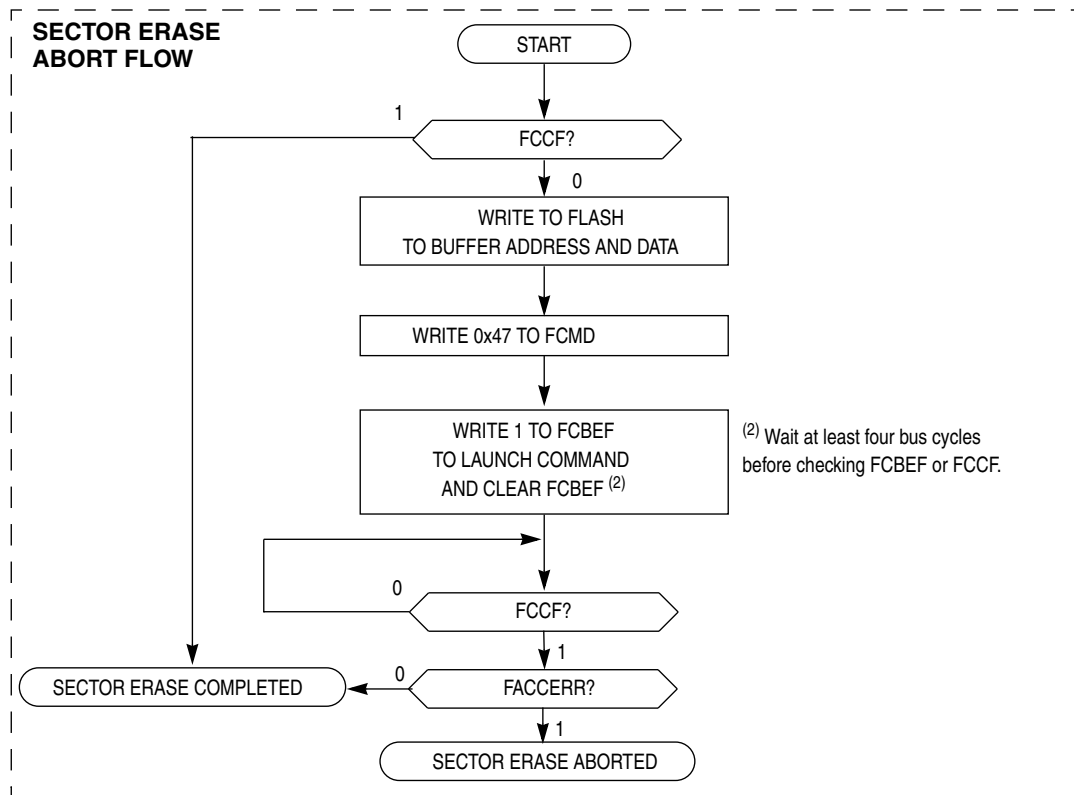 SECTOR ERASE
ABORT FLOW
START
1
FCCF?
0
WRITE TO FLASH
TO BUFFER ADDRESS AND DATA
WRITE 0x47 TO FCMD
WRITE 1 TO FCBEF
TO LAUNCH COMMAND
AND CLEAR FCBEF (2)
(2) Wait at least four bus cycles
before checking FCBEF or FCCF.
0
FCCF?
1
SECTOR ERASE COMPLETED
0
FACCERR?
1
SECTOR ERASE ABORTED